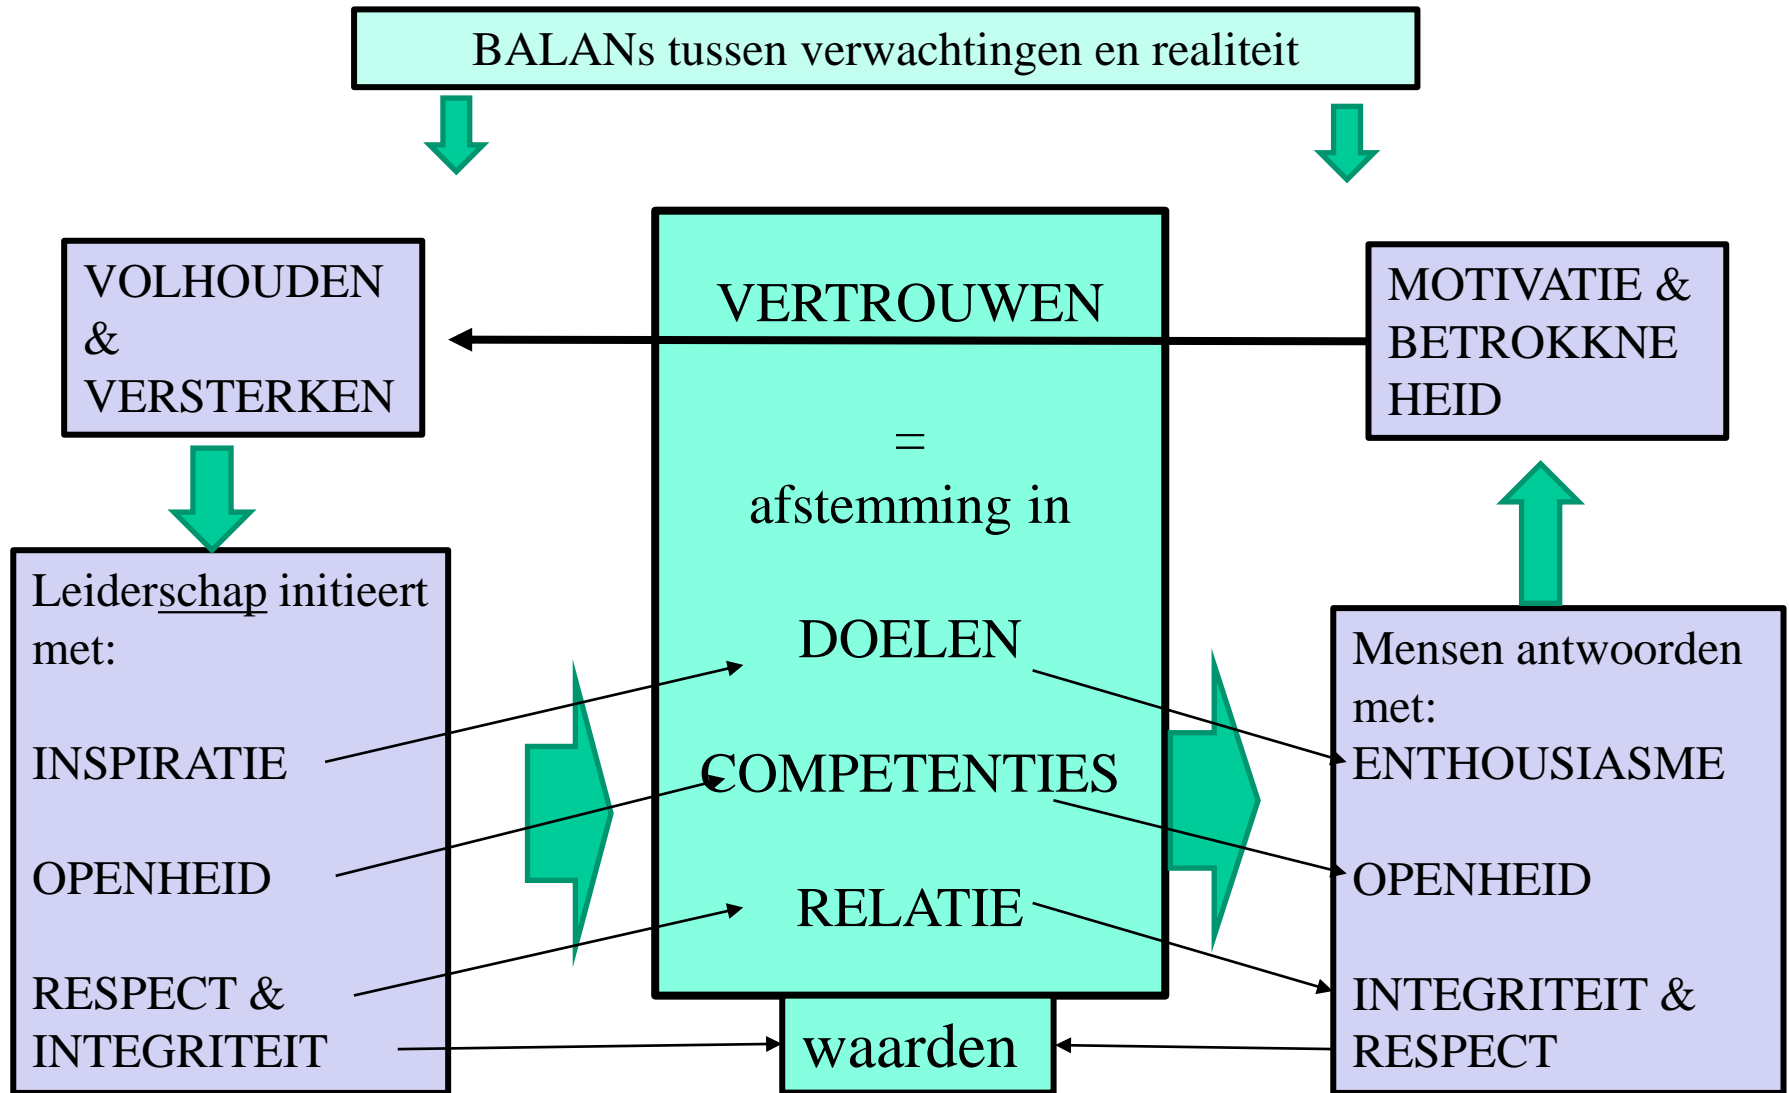 BALANs tussen verwachtingen en realiteit
VOLHOUDEN
&
VERSTERKEN
VERTROUWEN
=
afstemming in
DOELEN
COMPETENTIES
RELATIE
waarden
MOTIVATIE &
BETROKKNE
HEID
Leiderschap initieert
met:
INSPIRATIE
OPENHEID
RESPECT &
INTEGRITEIT
Mensen antwoorden
met:
ENTHOUSIASME
OPENHEID
INTEGRITEIT &
RESPECT